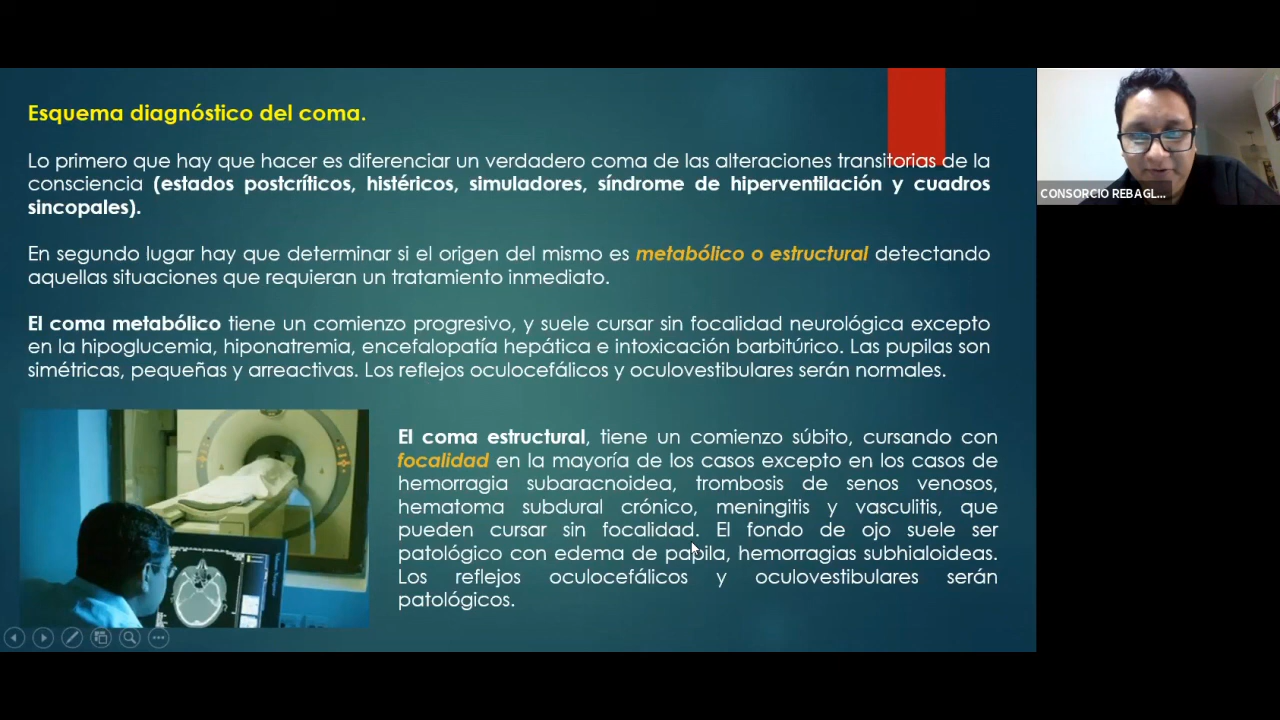 Esquema diagnóstico del coma.
Lo primero que hay que hacer es diferenciar un verdadero coma de las alteraciones transitorias de la
consciencia (estados postcríticos, histéricos, simuladores, síndrome de hiperventilación y cuadros
sincopales).
En segundo lugar hay que determinar si el origen del mismo es metabólico o estructural detectando
aquellas situaciones que requieran un tratamiento inmediato.
El coma metabólico tiene un comienzo progresivo, y suele cursar sin focalidad neurológica excepto
en la hipoglucemia, hiponatremia, encefalopatía hepática e intoxicación barbitúrico. Las pupilas son
simétricas, pequeñas y arreactivas. Los reflejos oculocefálicos y oculovestibulares serán normales.
El coma estructural, tiene un comienzo súbito, cursando con
focalidad en la mayoría de los casos excepto en los casos de
hemorragia subaracnoidea, trombosis de senos venosos,
hematoma subdural crónico, meningitis y vasculitis, que
pueden cursar sin focalidad. El fondo de ojo suele ser
patológico con edema de papila, hemorragias subhialoideas.
Los reflejos oculocefálicos y oculovestibulares serán
patológicos.
CONSORCIO REBAGL...